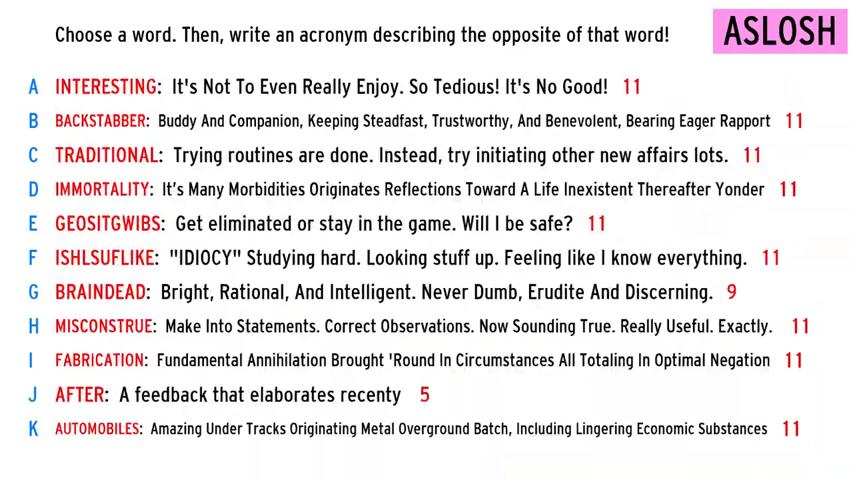 Choose a word. Then, write an acronym describing the opposite of that word! ASLOSH
A INTERESTING: It's Not To Even Really Enjoy. So Tedious! It's No Good! 11
B BACKSTABBER: Buddy And Companion, Keeping Steadfast, Trustworthy, And Benevolent, Bearing Eager Rapport 11
C TRADITIONAL: Trying routines are done. Instead, try initiating other new affairs lots. 11
D IMMORTALITY: It's Many Morbidities Originates Reflections Toward A Life Inexistent Thereafter Yonder 11
E GEOSITGWIBS: Get eliminated or stay in the game. Will I be safe? 11
F ISHLSUFLIKE: "IDIOCY" Studying hard. Looking stuff up. Feeling like I know everything. 11
G BRAINDEAD: Bright, Rational, And Intelligent. Never Dumb, Erudite And Discerning. 9
H MISCONSTRUE: Make Into Statements. Correct Observations. Now Sounding True. Really Useful. Exactly. 11
I FABRICATION: Fundamental Annihilation Brought 'Round In Circumstances All Totaling In Optimal Negation 11
J AFTER: A feedback that elaborates recenty 5
K AUTOMOBILES: Amazing Under Tracks Originating Metal Overground Batch, Including Lingering Economic Substances 11